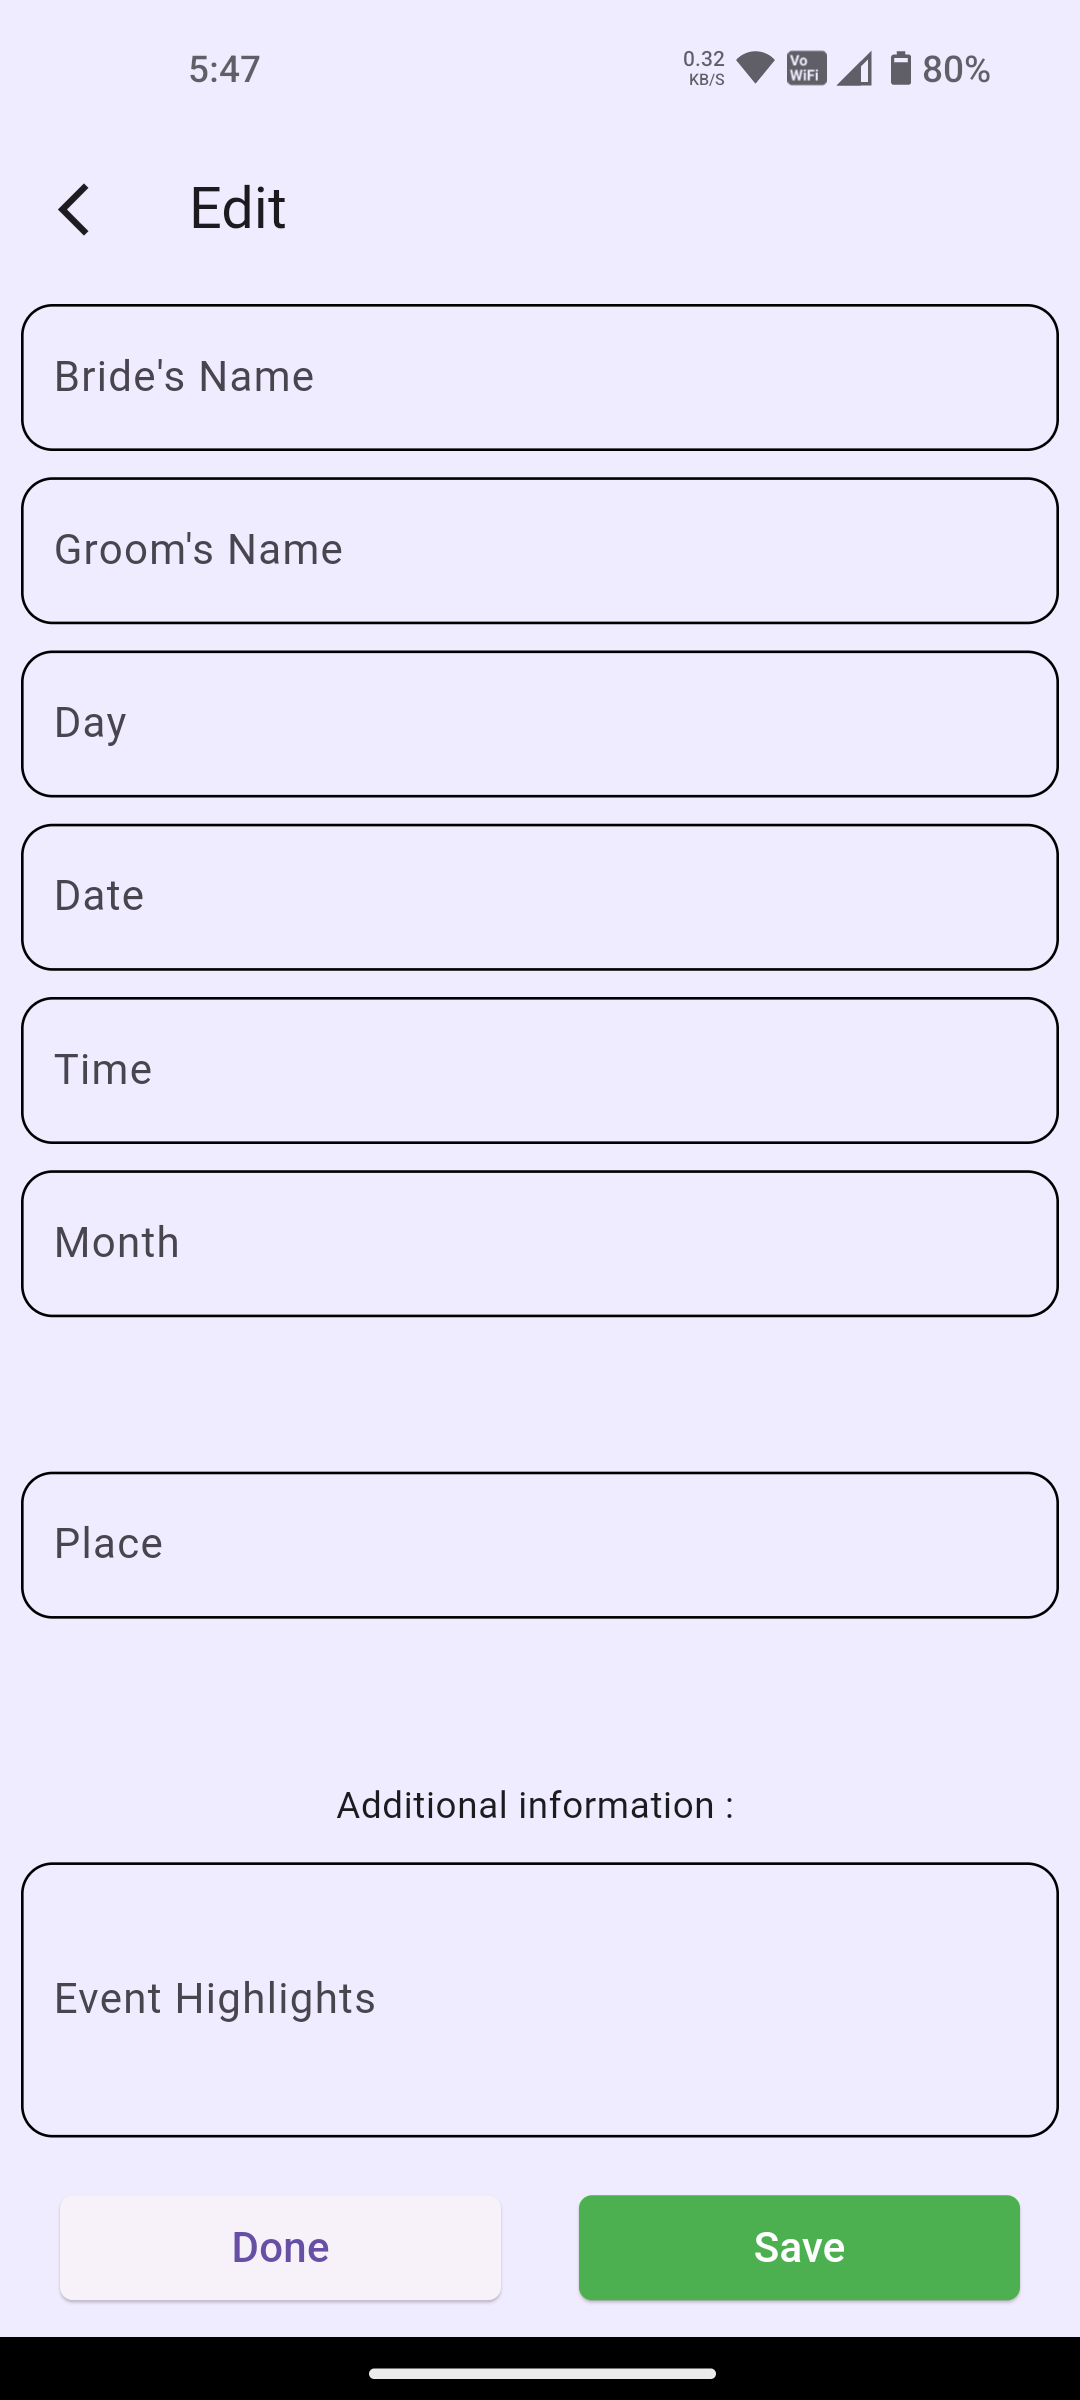 5:47
0.32
KB/S
Vo
WiFi
80%
Edit
Bride's Name
Groom's Name
Day
Date
Time
Month
Place
Additional information :
Event Highlights
Done
Save